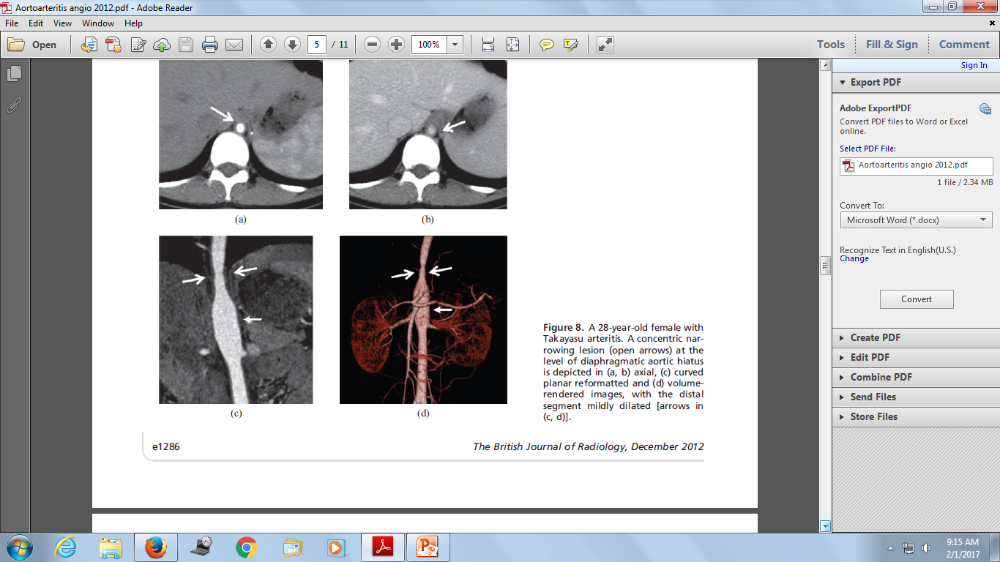 Aortoarteritis angio 2012.pdf - Adobe Reader
File Edit View Window Help
Open 5 / 11 100% Tools Fill & Sign Comment
Sign In
Export PDF
Adobe ExportPDF
Convert PDF files to Word or Excel
online.
Select PDF File:
Aortoarteritis angio 2012.pdf
1 file / 2.34 MB
Convert To:
Microsoft Word (*.docx)
Recognize Text in English(U.S.)
Change
Convert
Create PDF
Edit PDF
Combine PDF
Send Files
Store Files
(a)
(b)
(c)
(d)
Figure 8. A 28-year-old female with
Takayasu arteritis. A concentric nar-
rowing lesion (open arrows) at the
level of diaphragmatic aortic hiatus
is depicted in (a, b) axial, (c) curved
planar reformatted and (d) volume-
rendered images, with the distal
segment mildly dilated [arrows in
(c, d)].
e1286
The British Journal of Radiology, December 2012
9:15 AM
2/1/2017